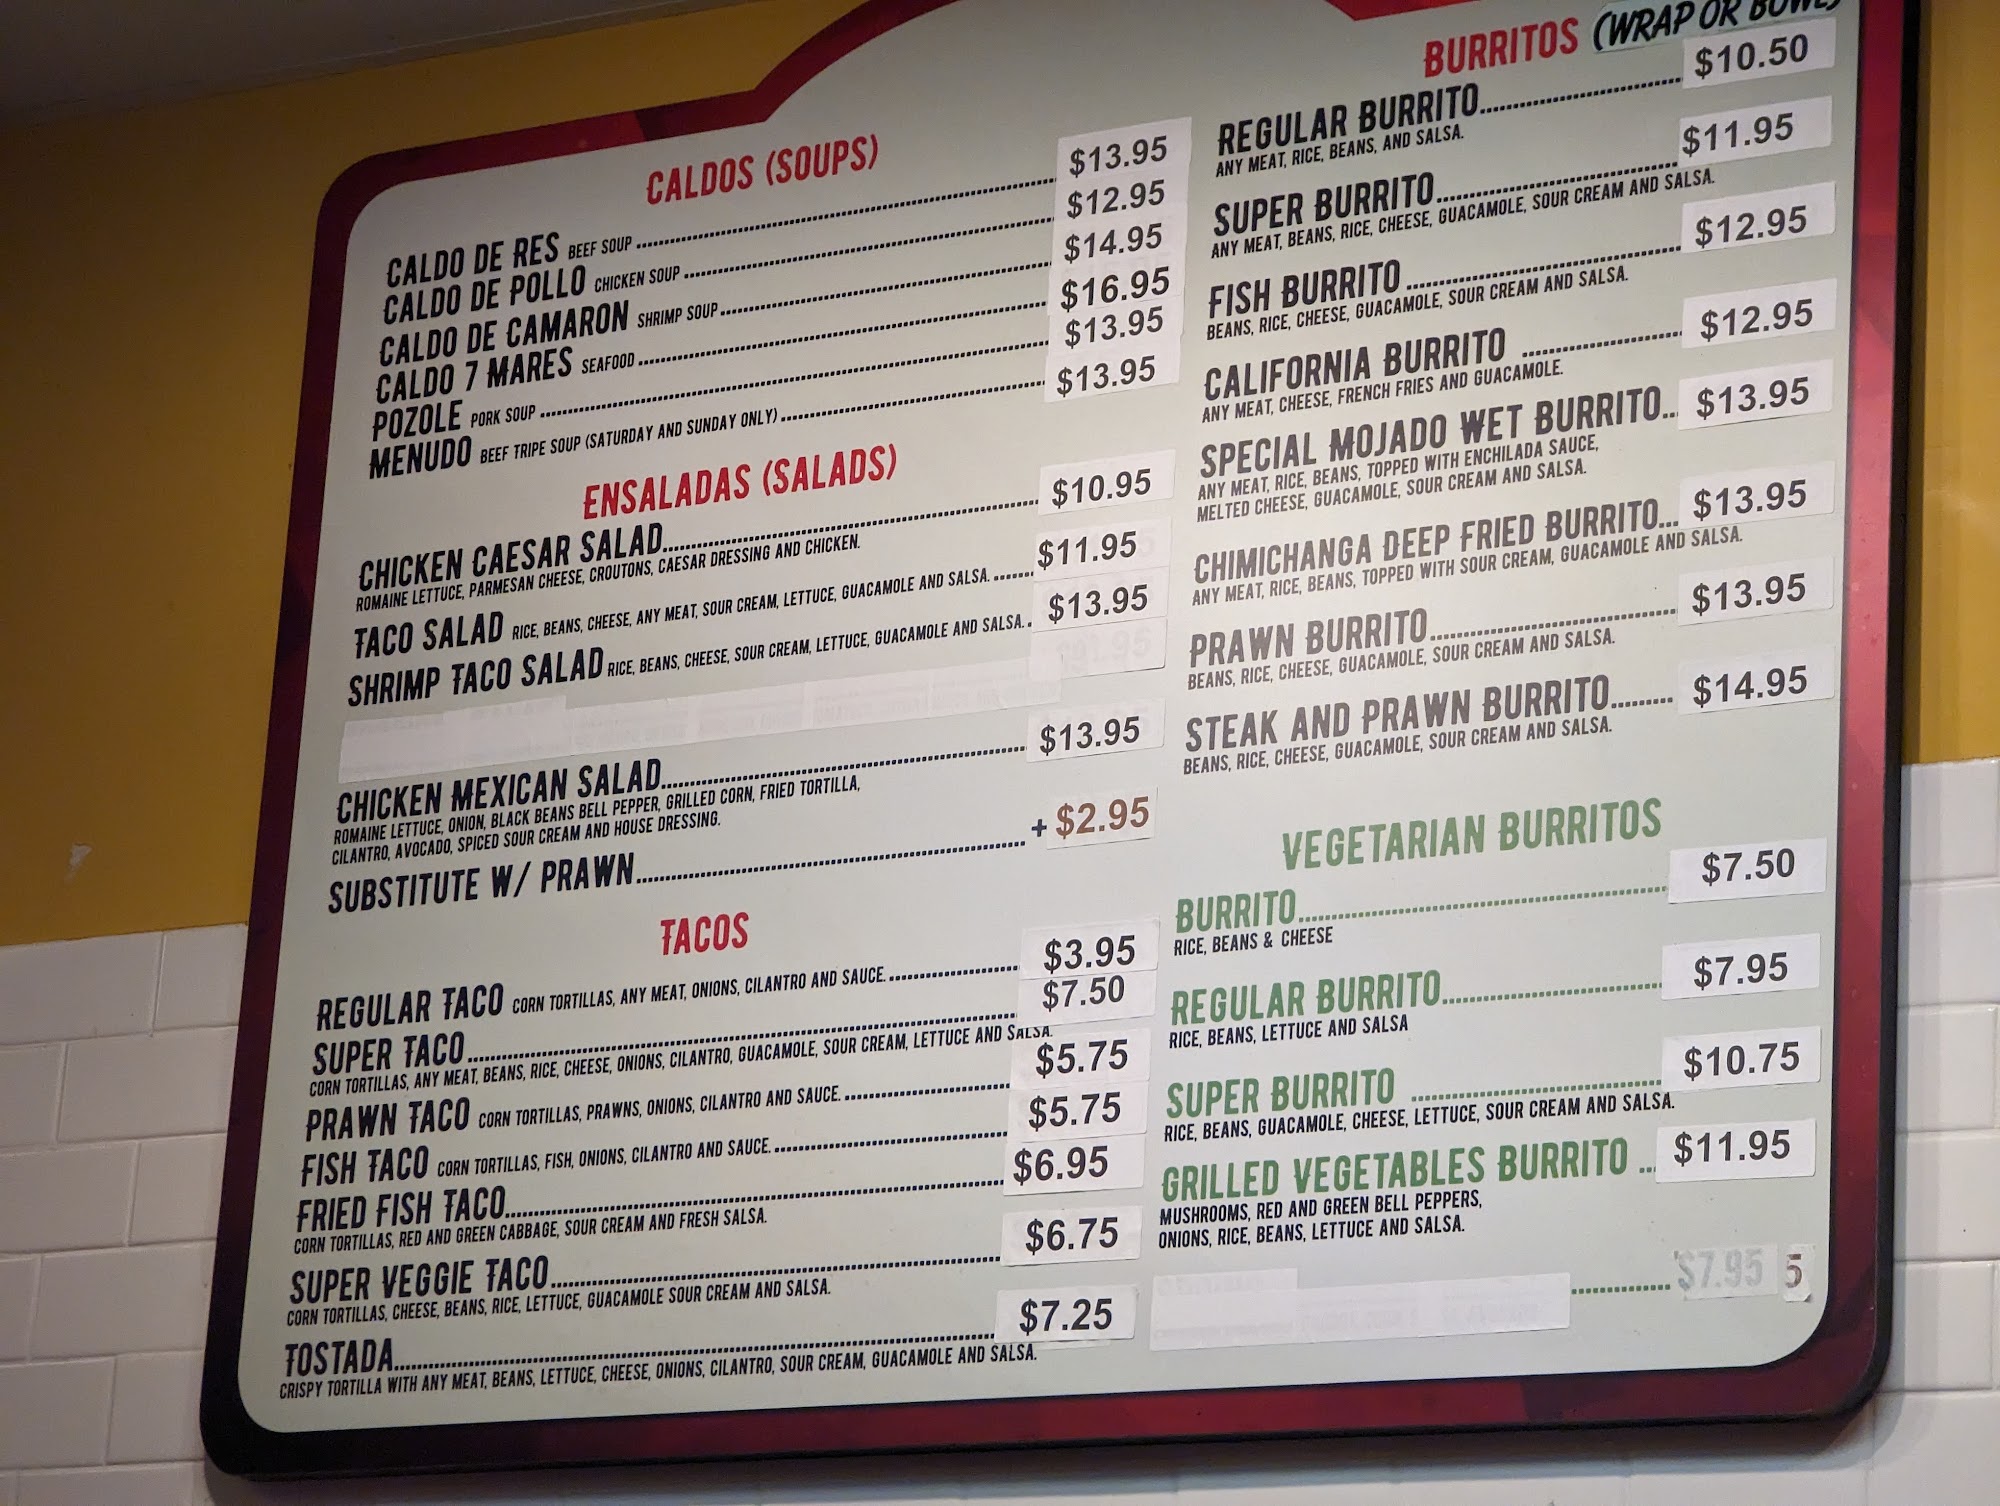 CALDOS (SOUPS)
CALDO DE RES BEEF SOUP $13.95
CALDO DE POLLO CHICKEN SOUP $12.95
CALDO DE CAMARON SHRIMP SOUP $14.95
CALDO 7 MARES SEAFOOD $16.95
POZOLE PORK SOUP $13.95
MENUDO BEEF TRIPE SOUP (SATURDAY AND SUNDAY ONLY) $13.95
ENSALADAS (SALADS)
CHICKEN CAESAR SALAD $10.95
ROMAINE LETTUCE, PARMESAN CHEESE, CROUTONS, CAESAR DRESSING AND CHICKEN.
TACO SALAD RICE, BEANS, CHEESE, ANY MEAT, SOUR CREAM, LETTUCE, GUACAMOLE AND SALSA. $11.95
SHRIMP TACO SALAD RICE, BEANS, CHEESE, SOUR CREAM, LETTUCE, GUACAMOLE AND SALSA. $13.95
CHICKEN MEXICAN SALAD $13.95
ROMAINE LETTUCE, ONION, BLACK BEANS BELL PEPPER, GRILLED CORN, FRIED TORTILLA,
CILANTRO, AVOCADO, SPICED SOUR CREAM AND HOUSE DRESSING.
SUBSTITUTE W/ PRAWN + $2.95
TACOS
REGULAR TACO CORN TORTILLAS, ANY MEAT, ONIONS, CILANTRO AND SAUCE. $3.95
SUPER TACO $7.50
CORN TORTILLAS, ANY MEAT, BEANS, RICE, CHEESE, ONIONS, CILANTRO, GUACAMOLE, SOUR CREAM, LETTUCE AND SALSA.
PRAWN TACO CORN TORTILLAS, PRAWNS, ONIONS, CILANTRO AND SAUCE. $5.75
FISH TACO CORN TORTILLAS, FISH, ONIONS, CILANTRO AND SAUCE. $5.75
FRIED FISH TACO $6.95
CORN TORTILLAS, RED AND GREEN CABBAGE, SOUR CREAM AND FRESH SALSA.
SUPER VEGGIE TACO $6.75
CORN TORTILLAS, CHEESE, BEANS, RICE, LETTUCE, GUACAMOLE SOUR CREAM AND SALSA.
TOSTADA $7.25
CRISPY TORTILLA WITH ANY MEAT, BEANS, LETTUCE, CHEESE, ONIONS, CILANTRO, SOUR CREAM, GUACAMOLE AND SALSA.
BURRITOS (WRAP OR BOWL)
REGULAR BURRITO $10.50
ANY MEAT, RICE, BEANS, AND SALSA.
SUPER BURRITO $11.95
ANY MEAT, BEANS, RICE, CHEESE, GUACAMOLE, SOUR CREAM AND SALSA.
FISH BURRITO $12.95
BEANS, RICE, CHEESE, GUACAMOLE, SOUR CREAM AND SALSA.
CALIFORNIA BURRITO $12.95
ANY MEAT, CHEESE, FRENCH FRIES AND GUACAMOLE.
SPECIAL MOJADO WET BURRITO $13.95
ANY MEAT, RICE, BEANS, TOPPED WITH ENCHILADA SAUCE,
MELTED CHEESE, GUACAMOLE, SOUR CREAM AND SALSA.
CHIMICHANGA DEEP FRIED BURRITO $13.95
ANY MEAT, RICE, BEANS, TOPPED WITH SOUR CREAM, GUACAMOLE AND SALSA.
PRAWN BURRITO $13.95
BEANS, RICE, CHEESE, GUACAMOLE, SOUR CREAM AND SALSA.
STEAK AND PRAWN BURRITO $14.95
BEANS, RICE, CHEESE, GUACAMOLE, SOUR CREAM AND SALSA.
VEGETARIAN BURRITOS
BURRITO $7.50
RICE, BEANS & CHEESE
REGULAR BURRITO $7.95
RICE, BEANS, LETTUCE AND SALSA
SUPER BURRITO $10.75
RICE, BEANS, GUACAMOLE, CHEESE, LETTUCE, SOUR CREAM AND SALSA.
GRILLED VEGETABLES BURRITO $11.95
MUSHROOMS, RED AND GREEN BELL PEPPERS,
ONIONS, RICE, BEANS, LETTUCE AND SALSA.
$7.95 5